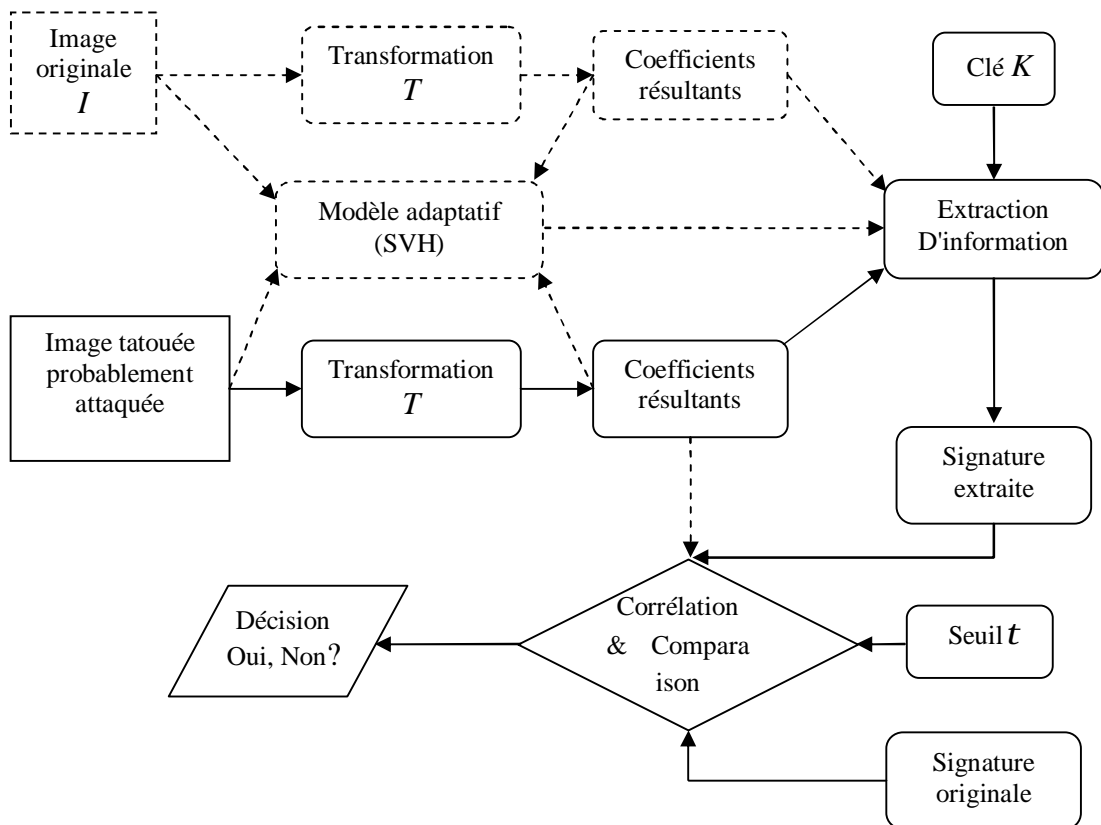 Image
originale
I
Transformation
T
Coefficients
résultants
Clé K
Modèle adaptatif
(SVH)
Extraction
D'information
Image tatouée
probablement
attaquée
Transformation
T
Coefficients
résultants
Signature
extraite
Décision
Oui, Non?
Corrélation
& Compara
ison
Seuil t
Signature
originale